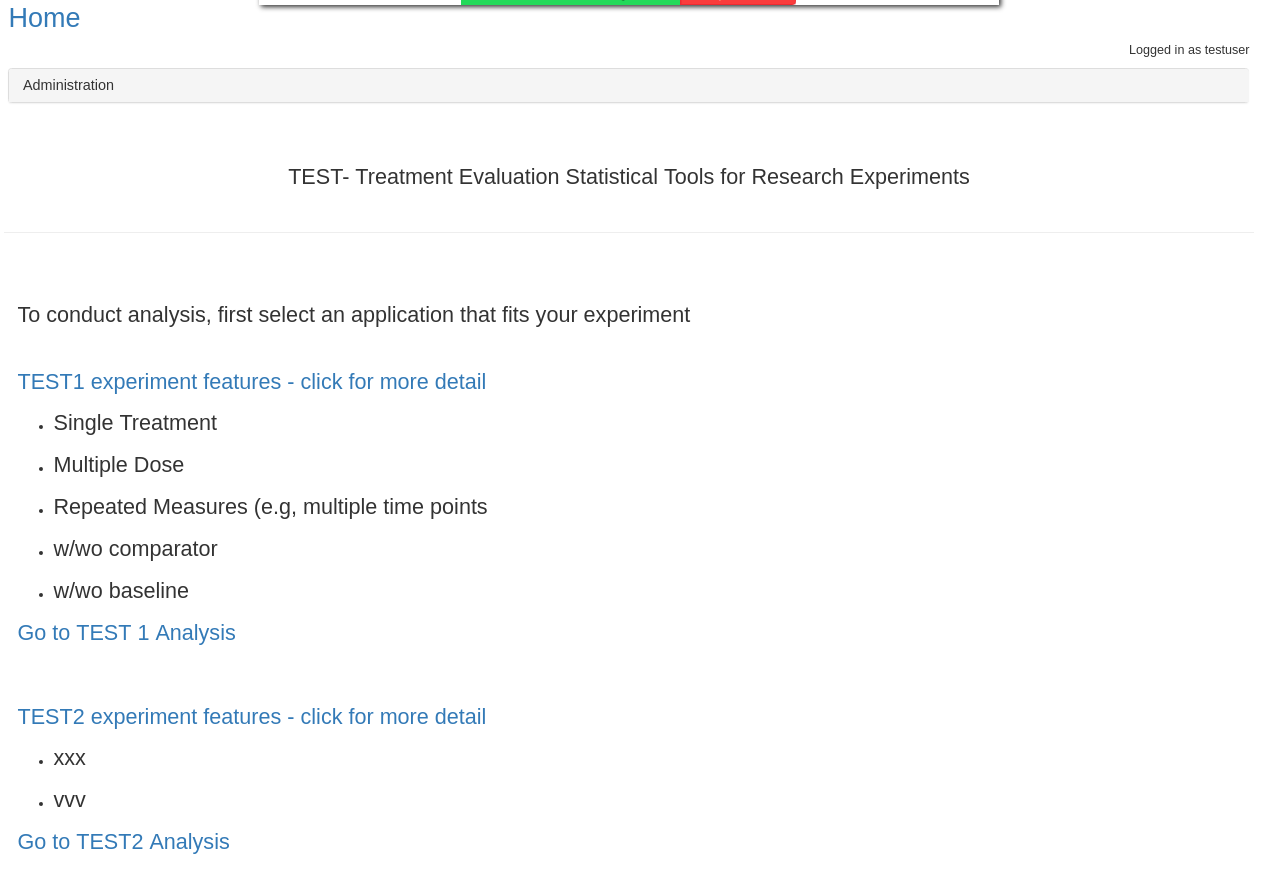 Home
Logged in as testuser
Administration
TEST- Treatment Evaluation Statistical Tools for Research Experiments
To conduct analysis, first select an application that fits your experiment
TEST1 experiment features - click for more detail
Single Treatment
Multiple Dose
Repeated Measures (e.g, multiple time points
w/wo comparator
w/wo baseline
Go to TEST 1 Analysis
TEST2 experiment features - click for more detail
xxx
vvv
Go to TEST2 Analysis